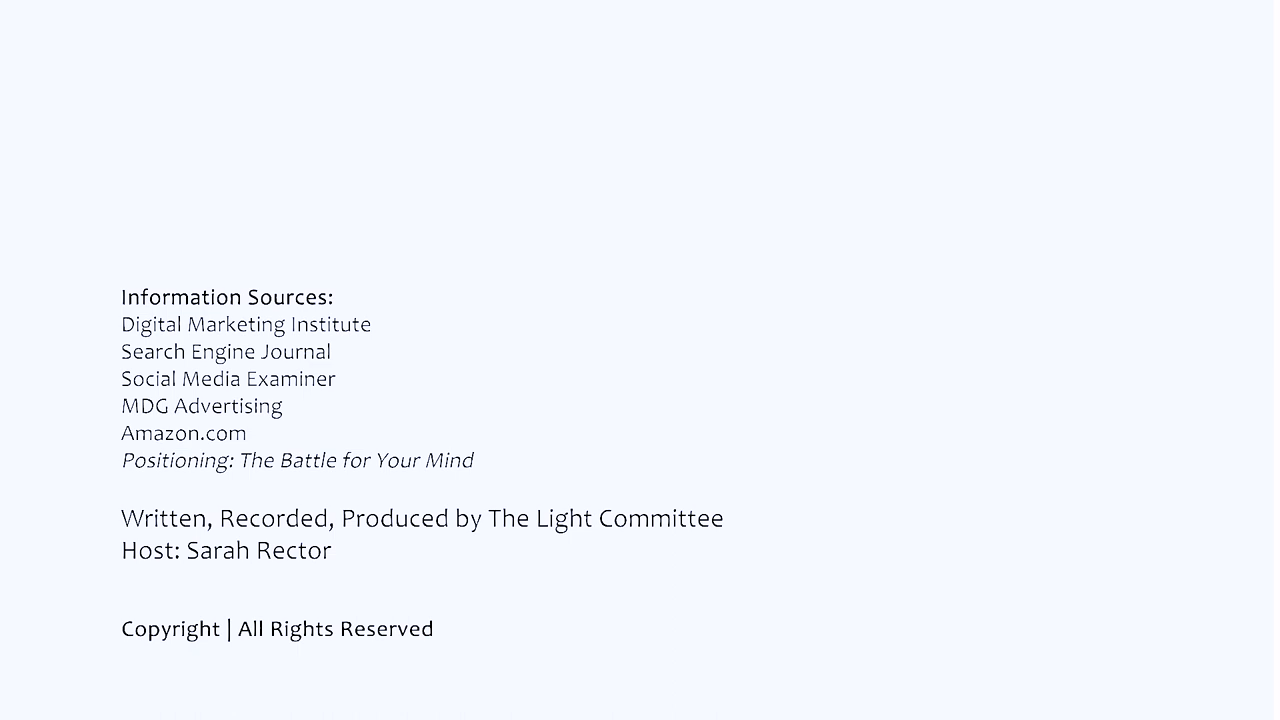 Information Sources:
Digital Marketing Institute
Search Engine Journal
Social Media Examiner
MDG Advertising
Amazon.com
Positioning: The Battle for Your Mind
Written, Recorded, Produced by The Light Committee
Host: Sarah Rector
Copyright | All Rights Reserved